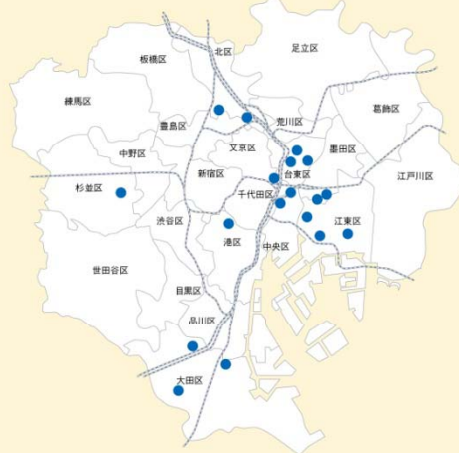 北区
足立区
板橋区
練馬区
葛飾区
豊島区
荒川区
文京区
墨田区
中野区
新宿区
台東区
江戸川区
杉並区
千代田区
渋谷区
江東区
港区
中央区
世田谷区
目黒区
品川区
大田区